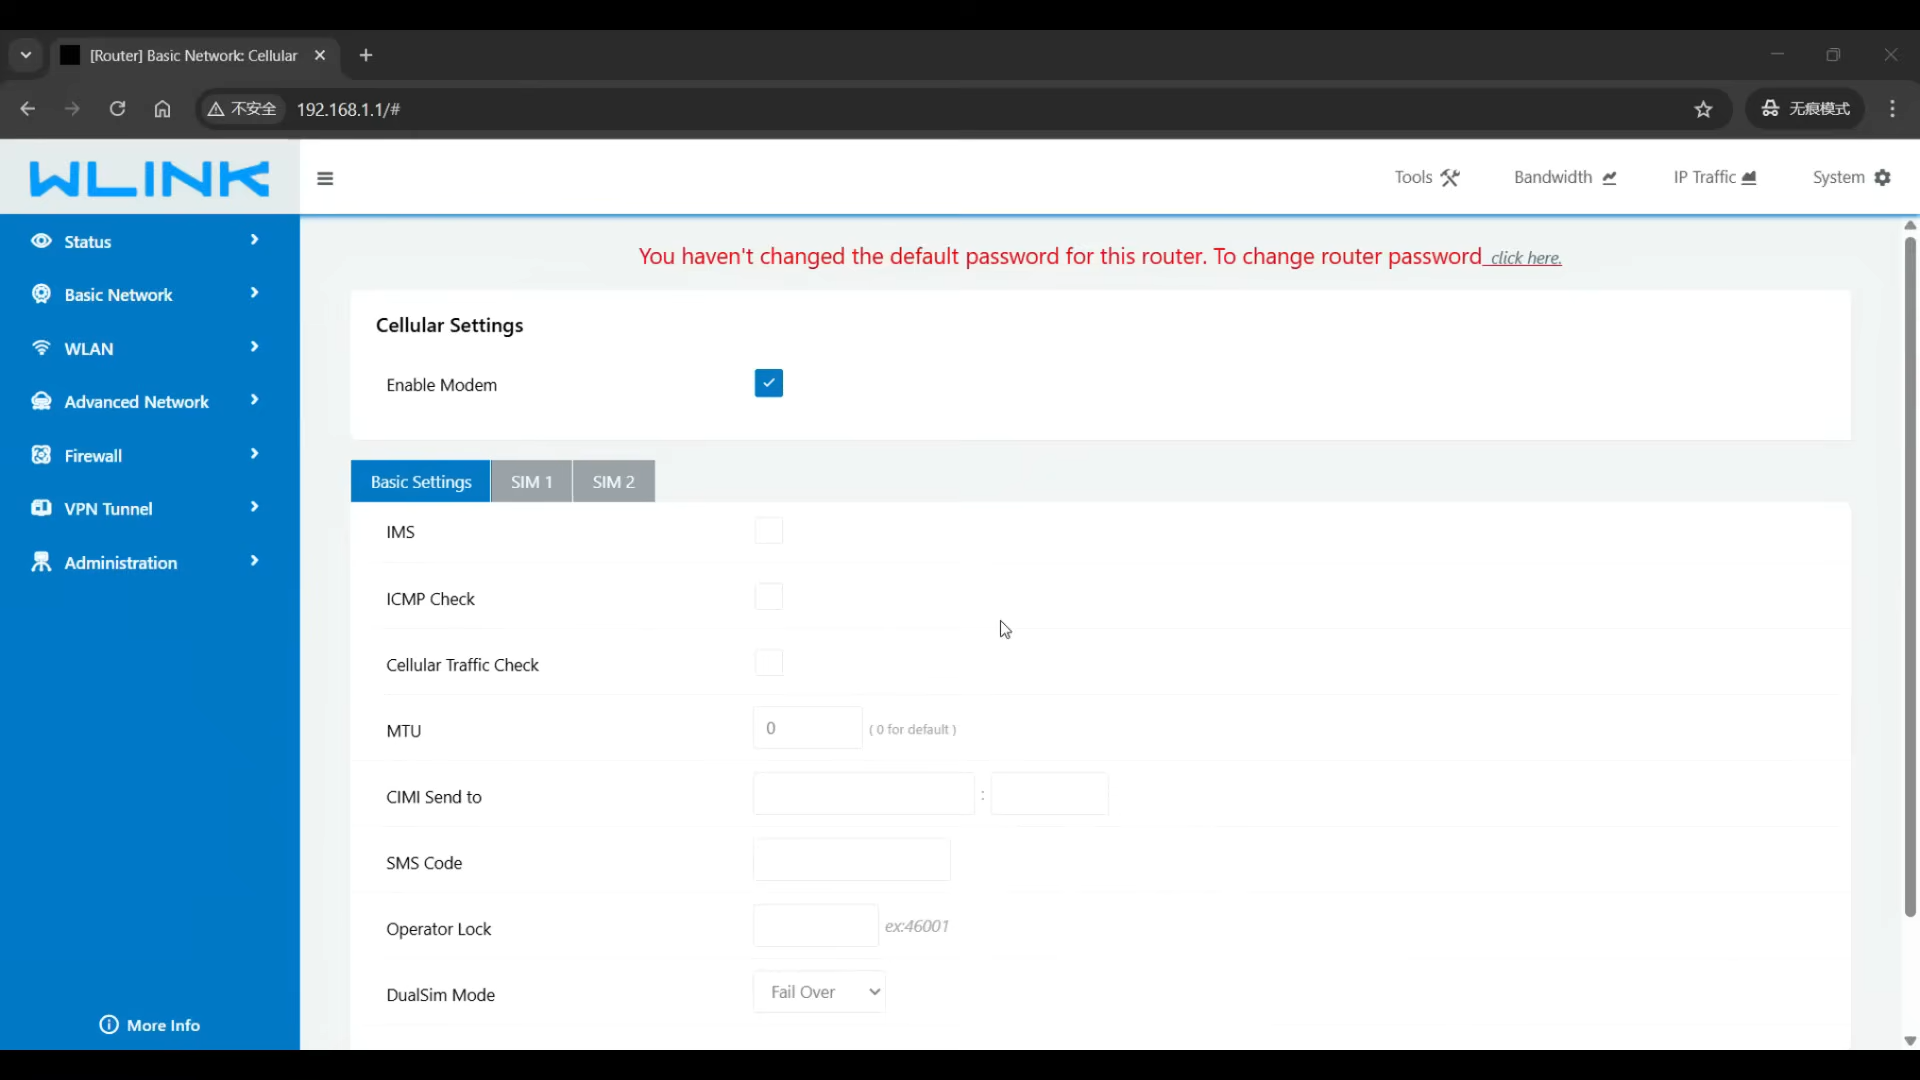 [Router] Basic Network: Cellular
不安全 192.168.1.1/# 无痕模式
WLINK
Tools Bandwidth IP Traffic System
Status
Basic Network
WLAN
Advanced Network
Firewall
VPN Tunnel
Administration
More Info
You haven't changed the default password for this router. To change router password click here.
Cellular Settings
Enable Modem
Basic Settings SIM 1 SIM 2
IMS
ICMP Check
Cellular Traffic Check
MTU 0 ( 0 for default )
CIMI Send to :
SMS Code
Operator Lock ex:46001
DualSim Mode Fail Over